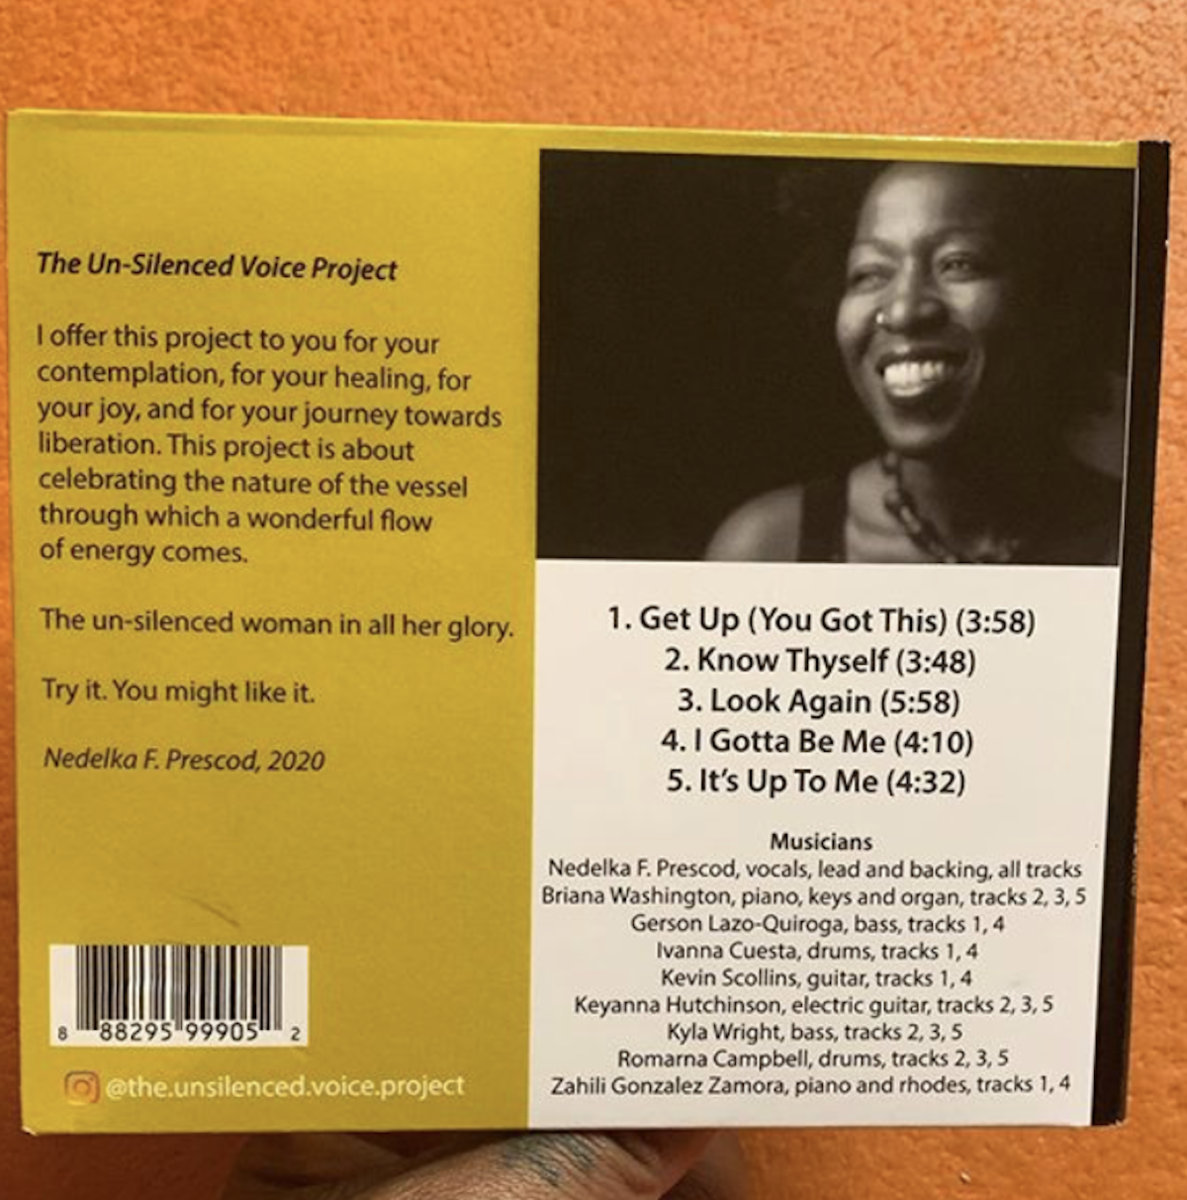 The Un-Silenced Voice Project
I offer this project to you for your
contemplation, for your healing, for
your joy, and for your journey towards
liberation. This project is about
celebrating the nature of the vessel
through which a wonderful flow
of energy comes.
The un-silenced woman in all her glory.
Try it. You might like it.
Nedelka F. Prescod, 2020
8 88295 99905 2
@the.unsilenced.voice.project
1. Get Up (You Got This) (3:58)
2. Know Thyself (3:48)
3. Look Again (5:58)
4. I Gotta Be Me (4:10)
5. It's Up To Me (4:32)
Musicians
Nedelka F. Prescod, vocals, lead and backing, all tracks
Briana Washington, piano, keys and organ, tracks 2, 3, 5
Gerson Lazo-Quiroga, bass, tracks 1, 4
Ivanna Cuesta, drums, tracks 1, 4
Kevin Scollins, guitar, tracks 1, 4
Keyanna Hutchinson, electric guitar, tracks 2, 3, 5
Kyla Wright, bass, tracks 2, 3, 5
Romarna Campbell, drums, tracks 2, 3, 5
Zahili Gonzalez Zamora, piano and rhodes, tracks 1, 4